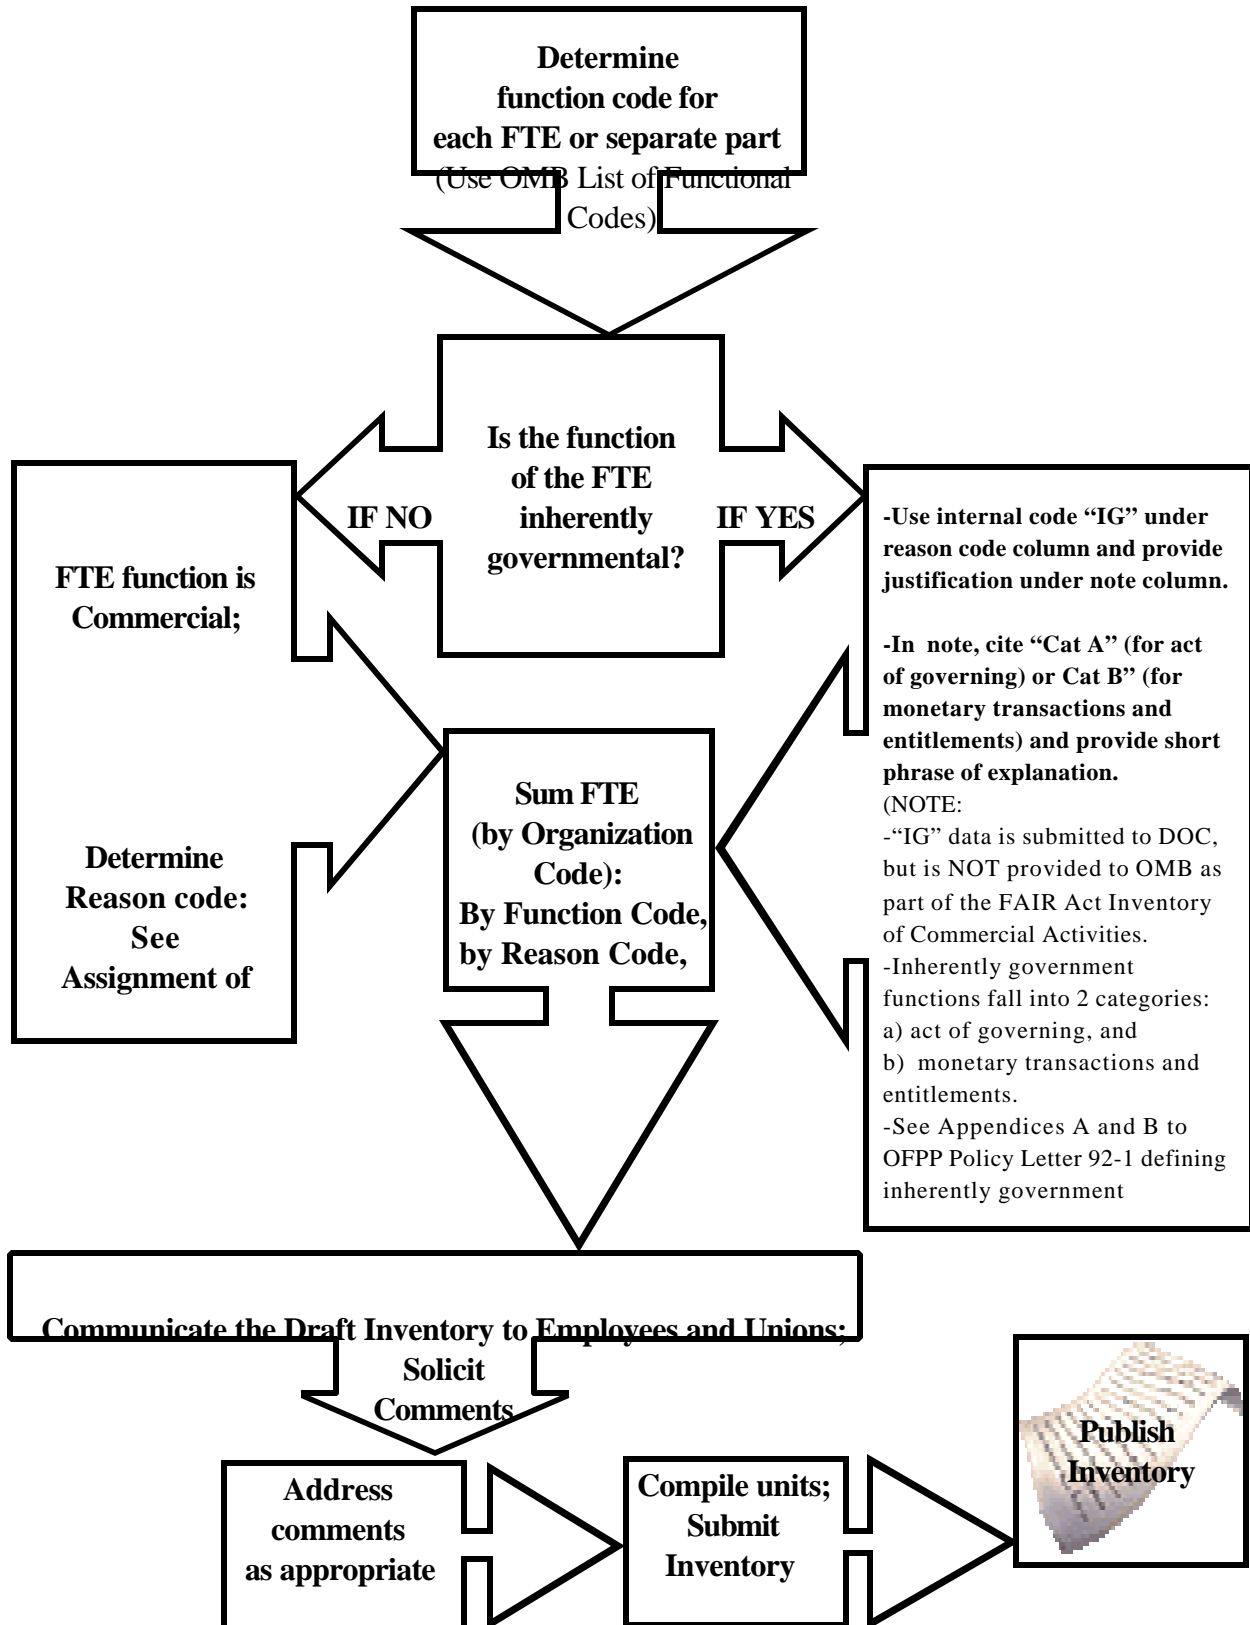 Determine
function code for
each FTE or separate part
(Use OMB List of Functional
Codes)
Is the function
of the FTE
inherently
governmental?
IF NO
IF YES
FTE function is
Commercial;
Determine
Reason code:
See
Assignment of
-Use internal code “IG” under
reason code column and provide
justification under note column.
-In note, cite “Cat A” (for act
of governing) or Cat B” (for
monetary transactions and
entitlements) and provide short
phrase of explanation.
(NOTE:
-“IG” data is submitted to DOC,
but is NOT provided to OMB as
part of the FAIR Act Inventory
of Commercial Activities.
-Inherently government
functions fall into 2 categories:
a) act of governing, and
b) monetary transactions and
entitlements.
-See Appendices A and B to
OFPP Policy Letter 92-1 defining
inherently government
Sum FTE
(by Organization
Code):
By Function Code,
by Reason Code,
Communicate the Draft Inventory to Employees and Unions;
Solicit
Comments
Address
comments
as appropriate
Compile units;
Submit
Inventory
Publish
Inventory